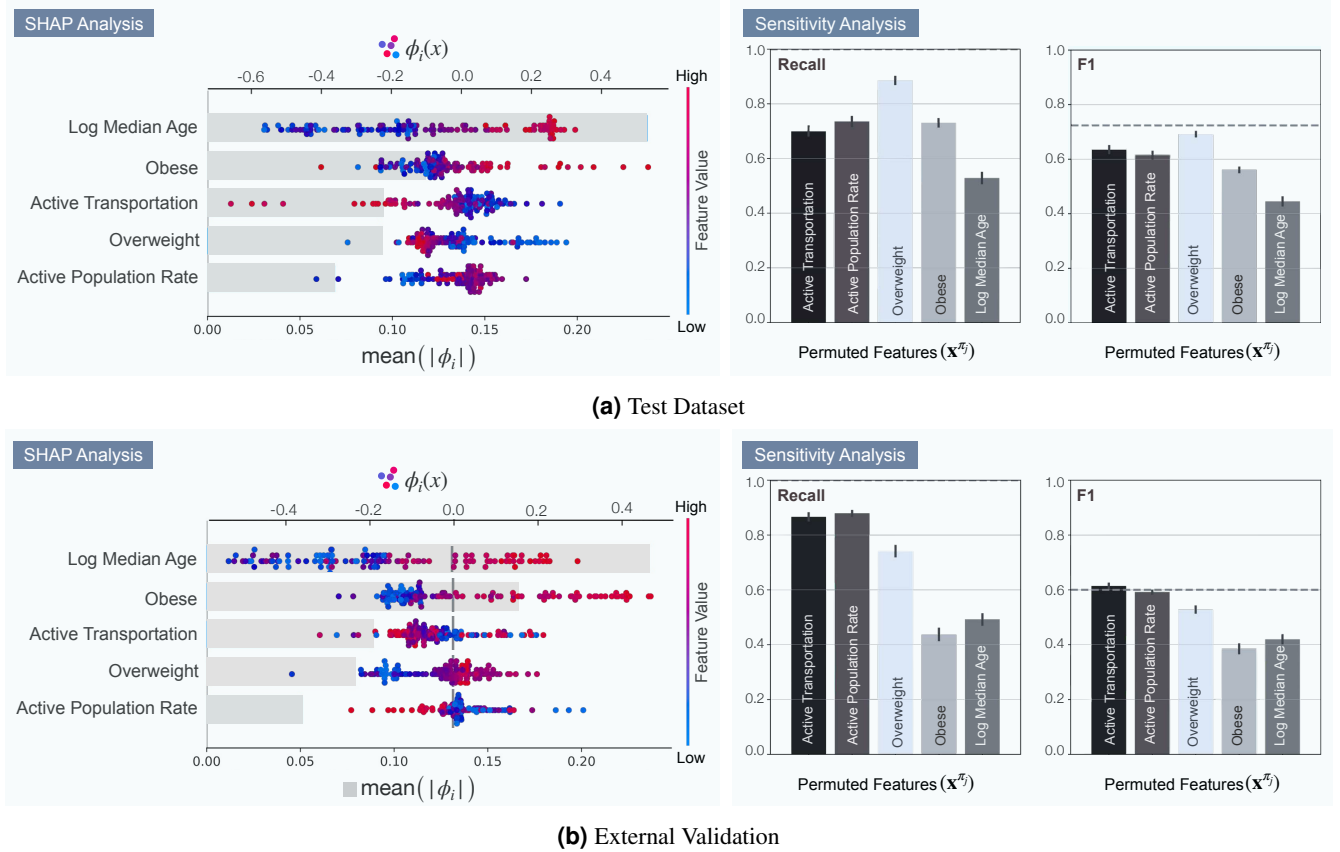 SHAP Analysis
ϕᵢ(x)
-0.6 -0.4 -0.2 0.0 0.2 0.4
High
Log Median Age
Obese
Active Transportation
Overweight
Active Population Rate
Feature Value
Low
0.00 0.05 0.10 0.15 0.20
mean(|ϕᵢ|)
Sensitivity Analysis
Recall
1.0
0.8
0.6
0.4
0.2
0.0
Active Transportation
Active Population Rate
Overweight
Obese
Log Median Age
Permuted Features (x^πⱼ)
F1
1.0
0.8
0.6
0.4
0.2
0.0
Active Transportation
Active Population Rate
Overweight
Obese
Log Median Age
Permuted Features (x^πⱼ)
(a) Test Dataset
SHAP Analysis
ϕᵢ(x)
-0.4 -0.2 0.0 0.2 0.4
High
Log Median Age
Obese
Active Transportation
Overweight
Active Population Rate
Feature Value
Low
0.00 0.05 0.10 0.15 0.20
mean(|ϕᵢ|)
Sensitivity Analysis
Recall
1.0
0.8
0.6
0.4
0.2
0.0
Active Transportation
Active Population Rate
Overweight
Obese
Log Median Age
Permuted Features (x^πⱼ)
F1
1.0
0.8
0.6
0.4
0.2
0.0
Active Transportation
Active Population Rate
Overweight
Obese
Log Median Age
Permuted Features (x^πⱼ)
(b) External Validation